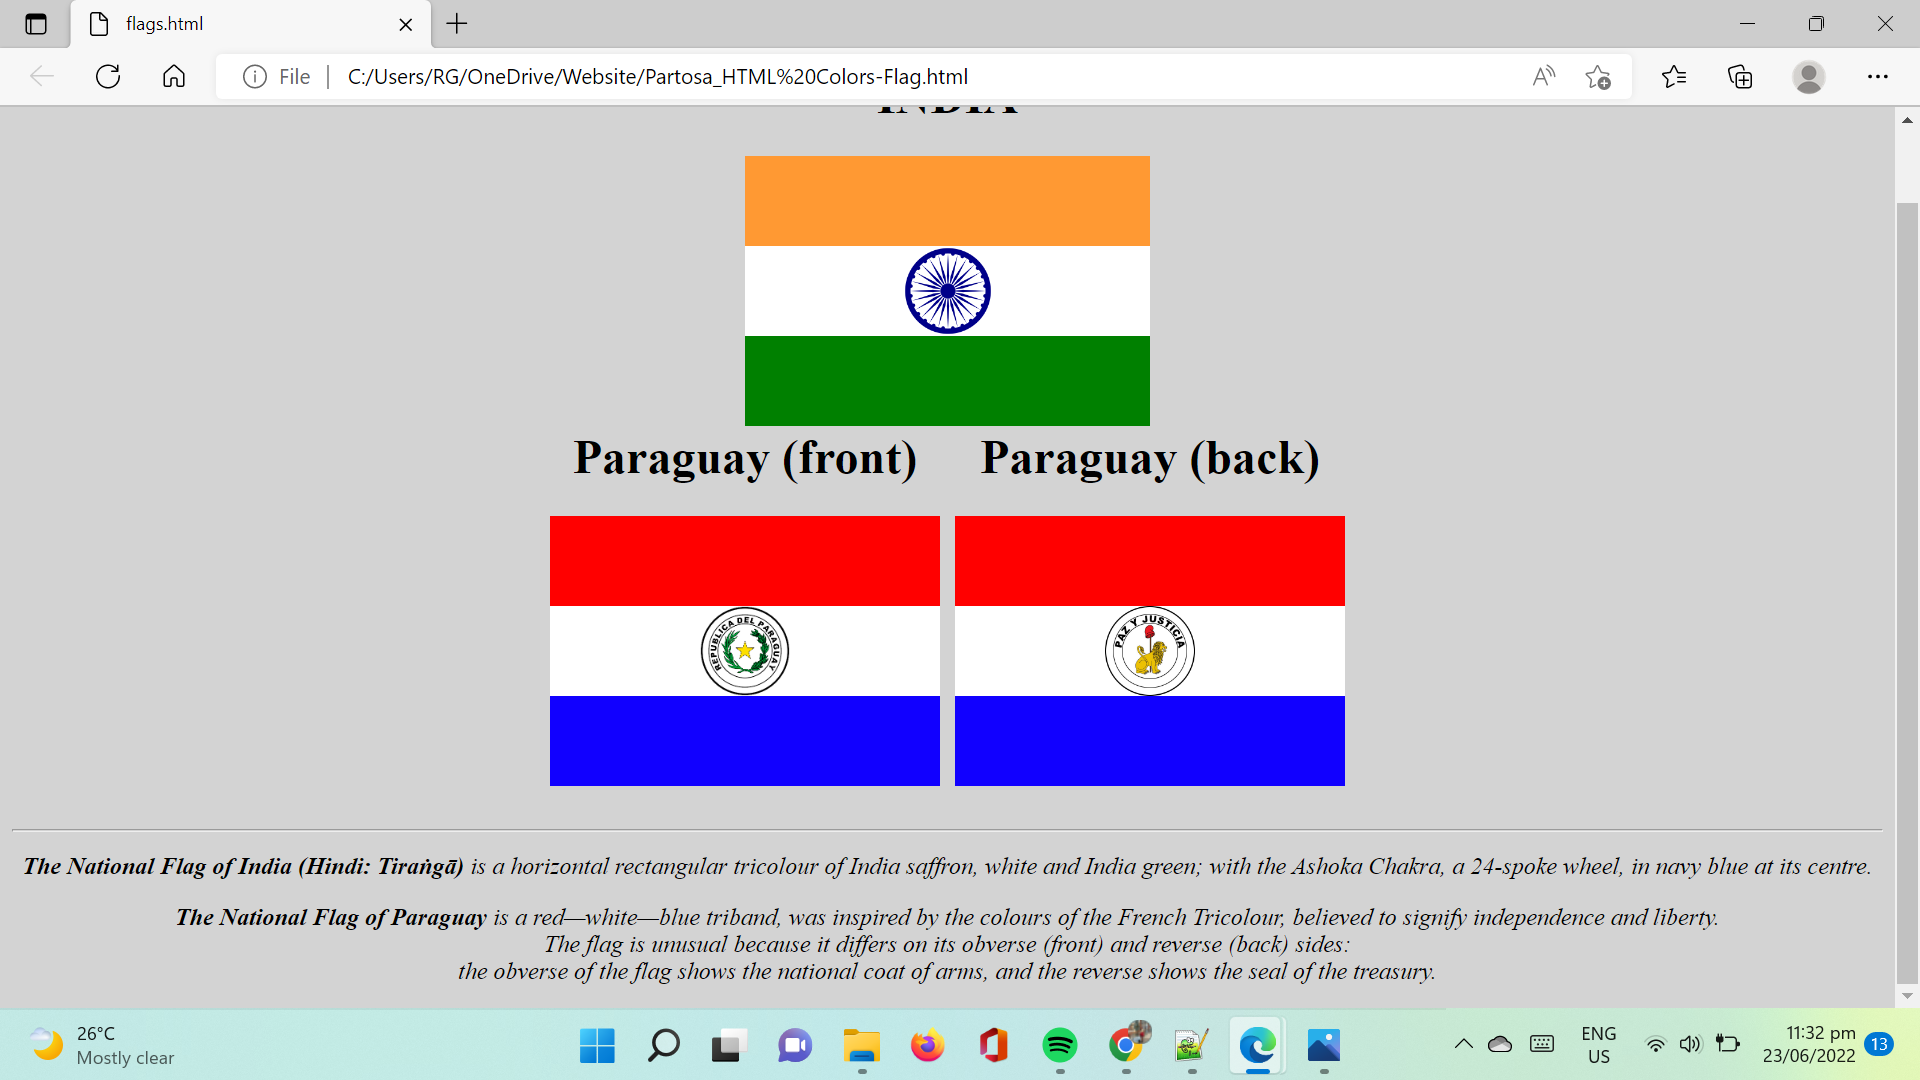 flags.html
File
C:/Users/RG/OneDrive/Website/Partosa_HTML%20Colors-Flag.html
INDIA
Paraguay (front) Paraguay (back)
REPUBLICA DEL PARAGUAY
PAZ Y JUSTICIA
The National Flag of India (Hindi: Tiraṅgā) is a horizontal rectangular tricolour of India saffron, white and India green; with the Ashoka Chakra, a 24-spoke wheel, in navy blue at its centre.
The National Flag of Paraguay is a red—white—blue triband, was inspired by the colours of the French Tricolour, believed to signify independence and liberty.
The flag is unusual because it differs on its obverse (front) and reverse (back) sides:
the obverse of the flag shows the national coat of arms, and the reverse shows the seal of the treasury.
26°C
Mostly clear
ENG
US
11:32 pm
23/06/2022
13